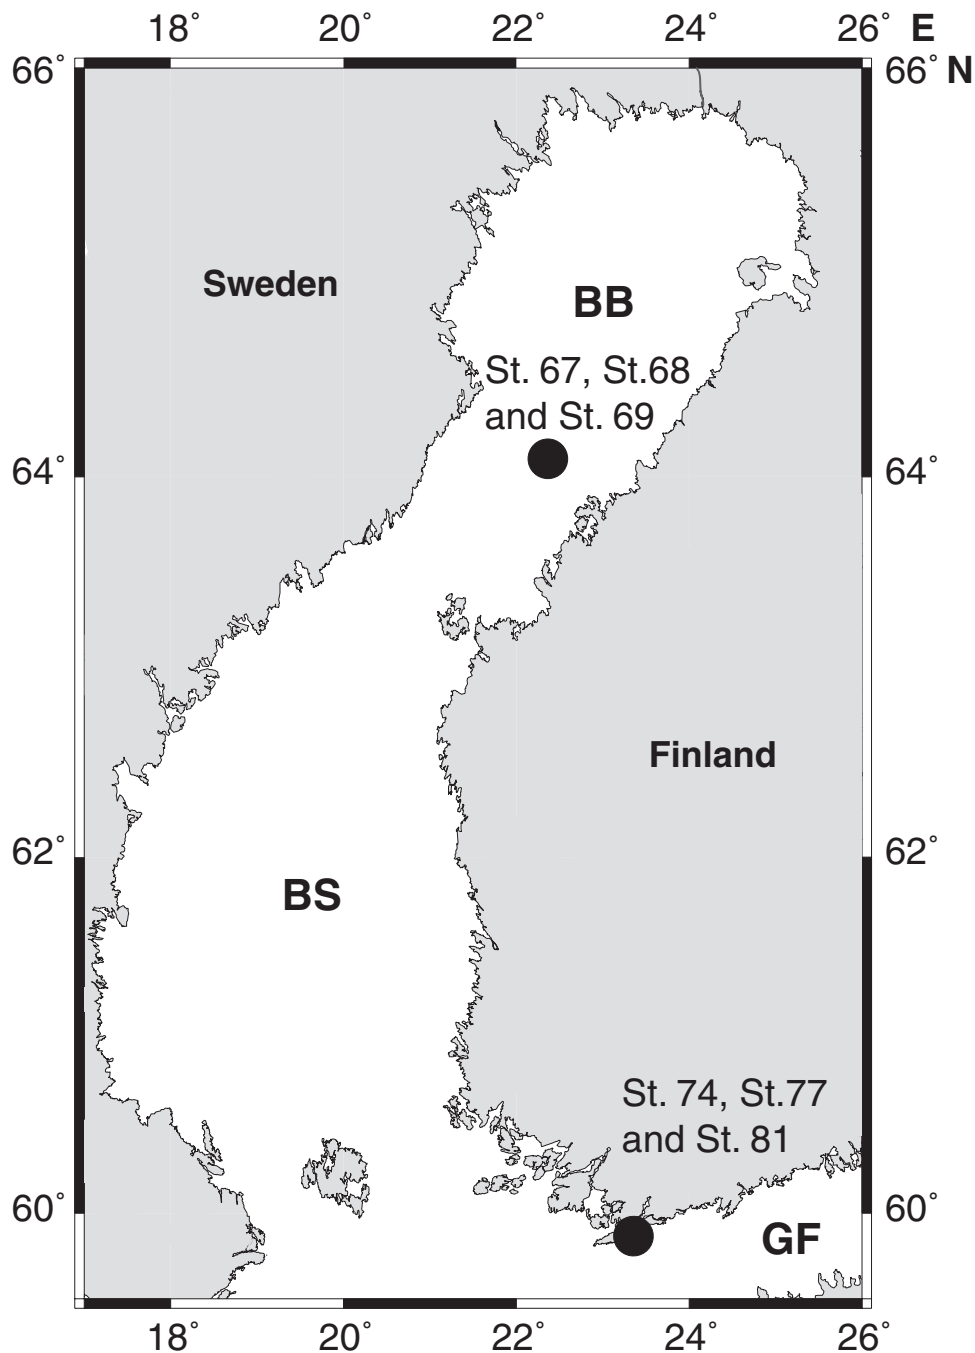 18° 20° 22° 24° 26° E
66° 66° N
Sweden
BB
St. 67, St.68
and St. 69
64° 64°
Finland
62° 62°
BS
St. 74, St.77
and St. 81
60° 60°
GF
18° 20° 22° 24° 26°